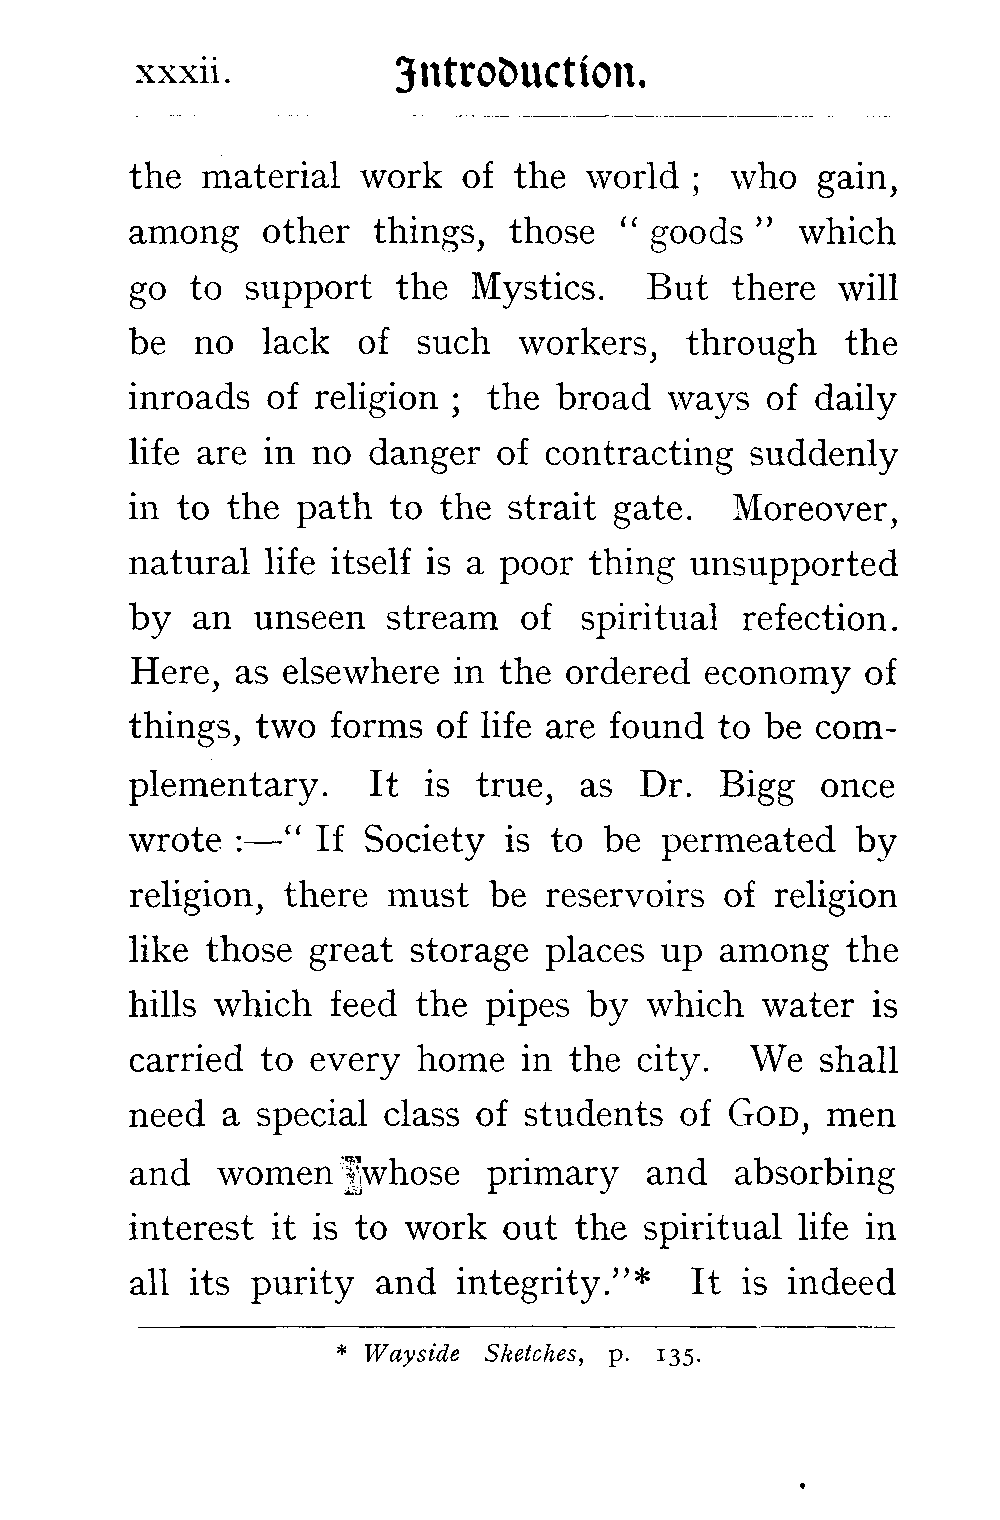 xxxii. Introduction.
the material work of the world ; who gain,
among other things, those “ goods ” which
go to support the Mystics. But there will
be no lack of such workers, through the
inroads of religion ; the broad ways of daily
life are in no danger of contracting suddenly
in to the path to the strait gate. Moreover,
natural life itself is a poor thing unsupported
by an unseen stream of spiritual refection.
Here, as elsewhere in the ordered economy of
things, two forms of life are found to be com-
plementary. It is true, as Dr. Bigg once
wrote :—“ If Society is to be permeated by
religion, there must be reservoirs of religion
like those great storage places up among the
hills which feed the pipes by which water is
carried to every home in the city. We shall
need a special class of students of GOD, men
and women whose primary and absorbing
interest it is to work out the spiritual life in
all its purity and integrity.”* It is indeed
* Wayside Sketches, p. 135.